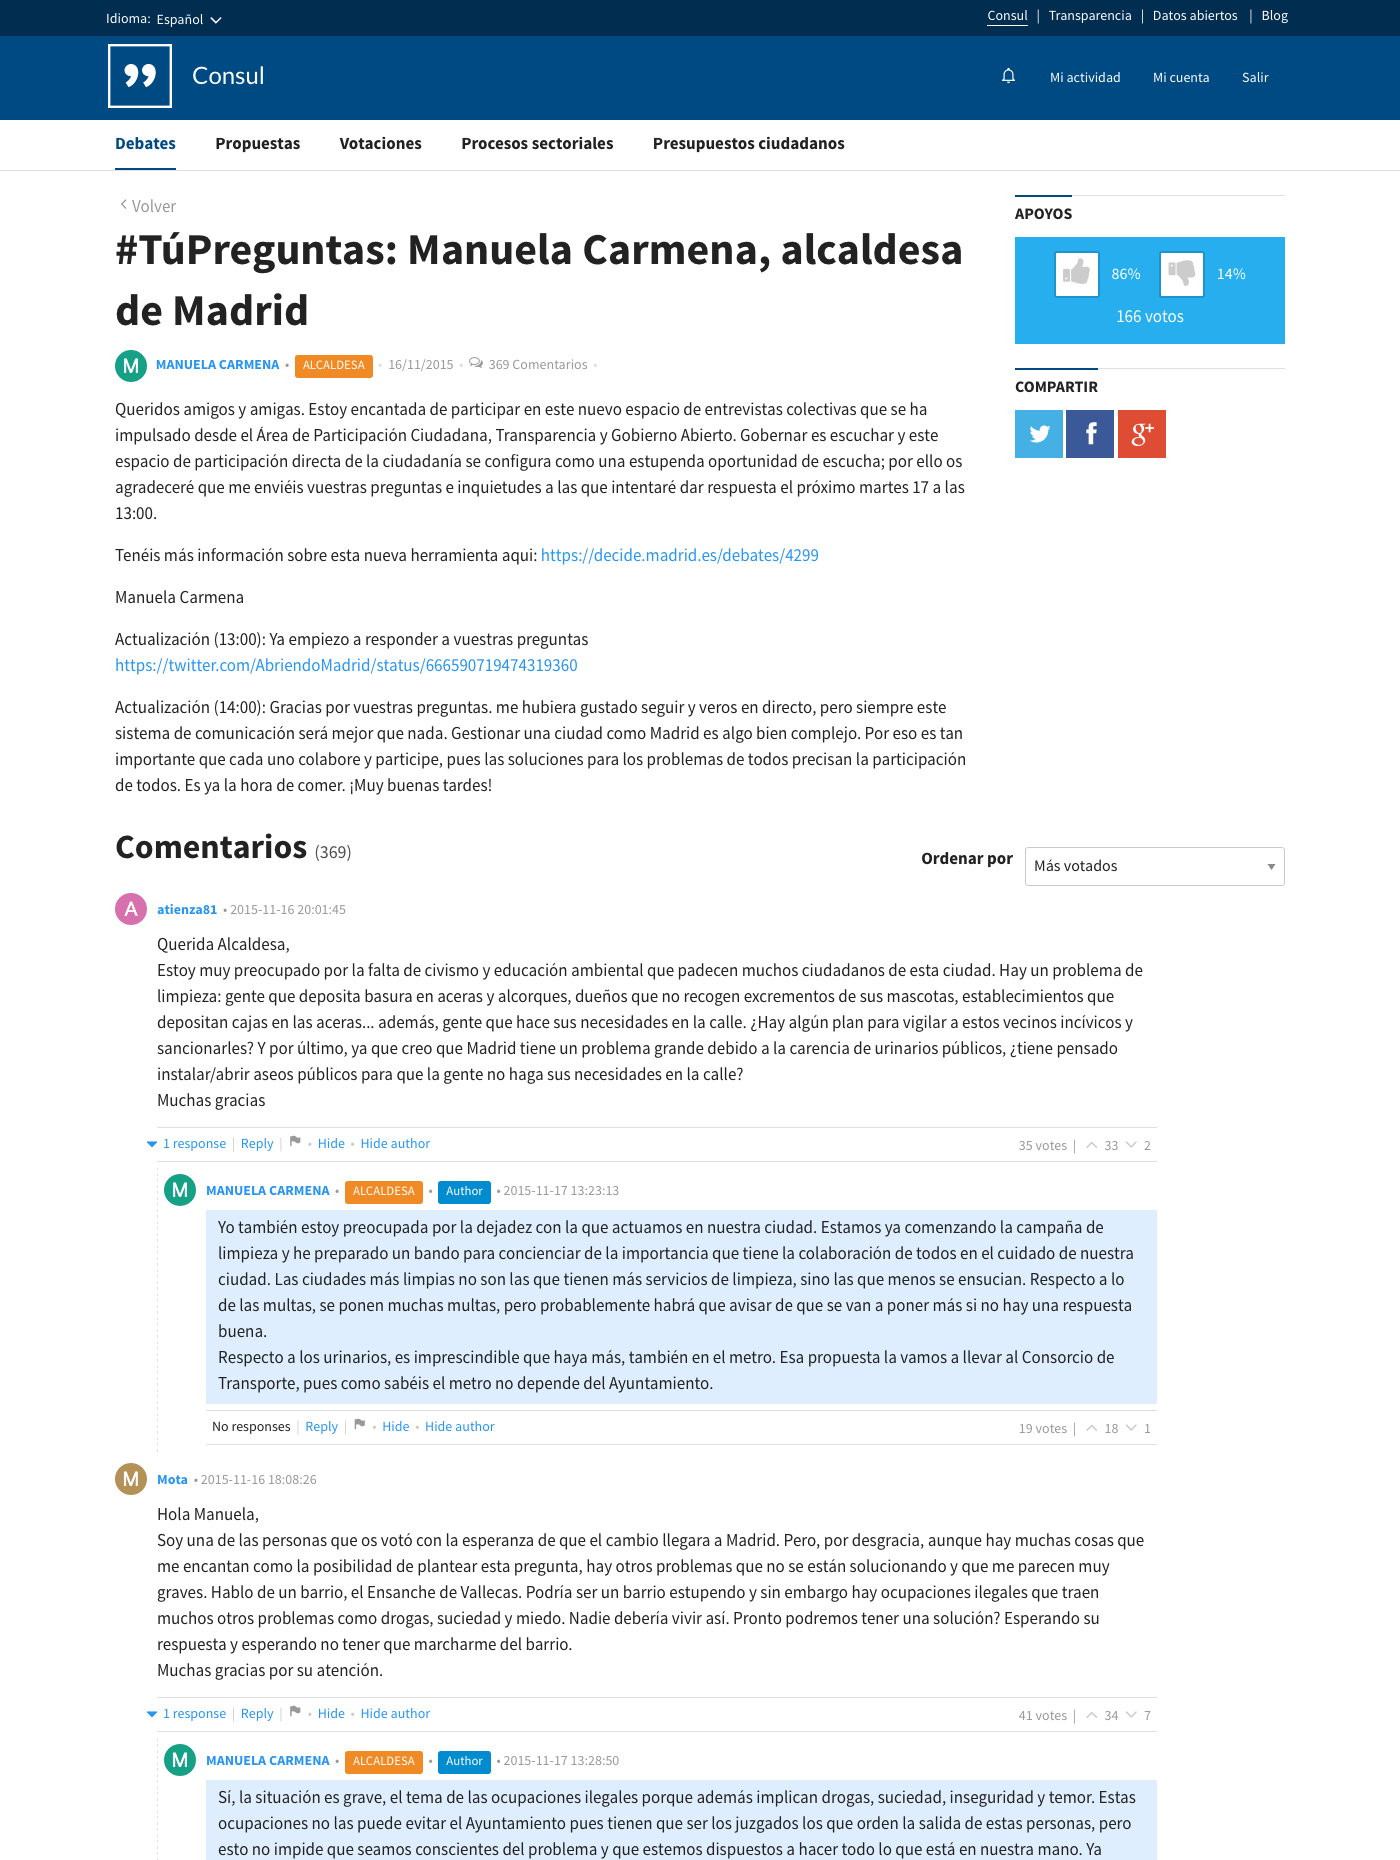 Idioma: Español
Consul | Transparencia | Datos abiertos | Blog
Consul
Mi actividad Mi cuenta Salir
Debates Propuestas Votaciones Procesos sectoriales Presupuestos ciudadanos
Volver
#TúPreguntas: Manuela Carmena, alcaldesa
de Madrid
M MANUELA CARMENA • ALCALDESA • 16/11/2015 • 369 Comentarios •
APOYOS
86% 14%
166 votos
COMPARTIR
g+
Queridos amigos y amigas. Estoy encantada de participar en este nuevo espacio de entrevistas colectivas que se ha
impulsado desde el Área de Participación Ciudadana, Transparencia y Gobierno Abierto. Gobernar es escuchar y este
espacio de participación directa de la ciudadanía se configura como una estupenda oportunidad de escucha; por ello os
agradeceré que me enviéis vuestras preguntas e inquietudes a las que intentaré dar respuesta el próximo martes 17 a las
13:00.
Tenéis más información sobre esta nueva herramienta aqui: https://decide.madrid.es/debates/4299
Manuela Carmena
Actualización (13:00): Ya empiezo a responder a vuestras preguntas
https://twitter.com/AbriendoMadrid/status/666590719474319360
Actualización (14:00): Gracias por vuestras preguntas. me hubiera gustado seguir y veros en directo, pero siempre este
sistema de comunicación será mejor que nada. Gestionar una ciudad como Madrid es algo bien complejo. Por eso es tan
importante que cada uno colabore y participe, pues las soluciones para los problemas de todos precisan la participación
de todos. Es ya la hora de comer. ¡Muy buenas tardes!
Comentarios (369)
Ordenar por Más votados
A atienza81 • 2015-11-16 20:01:45
Querida Alcaldesa,
Estoy muy preocupado por la falta de civismo y educación ambiental que padecen muchos ciudadanos de esta ciudad. Hay un problema de
limpieza: gente que deposita basura en aceras y alcorques, dueños que no recogen excrementos de sus mascotas, establecimientos que
depositan cajas en las aceras... además, gente que hace sus necesidades en la calle. ¿Hay algún plan para vigilar a estos vecinos incívicos y
sancionarles? Y por último, ya que creo que Madrid tiene un problema grande debido a la carencia de urinarios públicos, ¿tiene pensado
instalar/abrir aseos públicos para que la gente no haga sus necesidades en la calle?
Muchas gracias
1 response | Reply | • Hide • Hide author 35 votes | 33 2
M MANUELA CARMENA • ALCALDESA • Author • 2015-11-17 13:23:13
Yo también estoy preocupada por la dejadez con la que actuamos en nuestra ciudad. Estamos ya comenzando la campaña de
limpieza y he preparado un bando para concienciar de la importancia que tiene la colaboración de todos en el cuidado de nuestra
ciudad. Las ciudades más limpias no son las que tienen más servicios de limpieza, sino las que menos se ensucian. Respecto a lo
de las multas, se ponen muchas multas, pero probablemente habrá que avisar de que se van a poner más si no hay una respuesta
buena.
Respecto a los urinarios, es imprescindible que haya más, también en el metro. Esa propuesta la vamos a llevar al Consorcio de
Transporte, pues como sabéis el metro no depende del Ayuntamiento.
No responses | Reply | • Hide • Hide author 19 votes | 18 1
M Mota • 2015-11-16 18:08:26
Hola Manuela,
Soy una de las personas que os votó con la esperanza de que el cambio llegara a Madrid. Pero, por desgracia, aunque hay muchas cosas que
me encantan como la posibilidad de plantear esta pregunta, hay otros problemas que no se están solucionando y que me parecen muy
graves. Hablo de un barrio, el Ensanche de Vallecas. Podría ser un barrio estupendo y sin embargo hay ocupaciones ilegales que traen
muchos otros problemas como drogas, suciedad y miedo. Nadie debería vivir así. Pronto podremos tener una solución? Esperando su
respuesta y esperando no tener que marcharme del barrio.
Muchas gracias por su atención.
1 response | Reply | • Hide • Hide author 41 votes | 34 7
M MANUELA CARMENA • ALCALDESA • Author • 2015-11-17 13:28:50
Sí, la situación es grave, el tema de las ocupaciones ilegales porque además implican drogas, suciedad, inseguridad y temor. Estas
ocupaciones no las puede evitar el Ayuntamiento pues tienen que ser los juzgados los que orden la salida de estas personas, pero
esto no impide que seamos conscientes del problema y que estemos dispuestos a hacer todo lo que está en nuestra mano. Ya